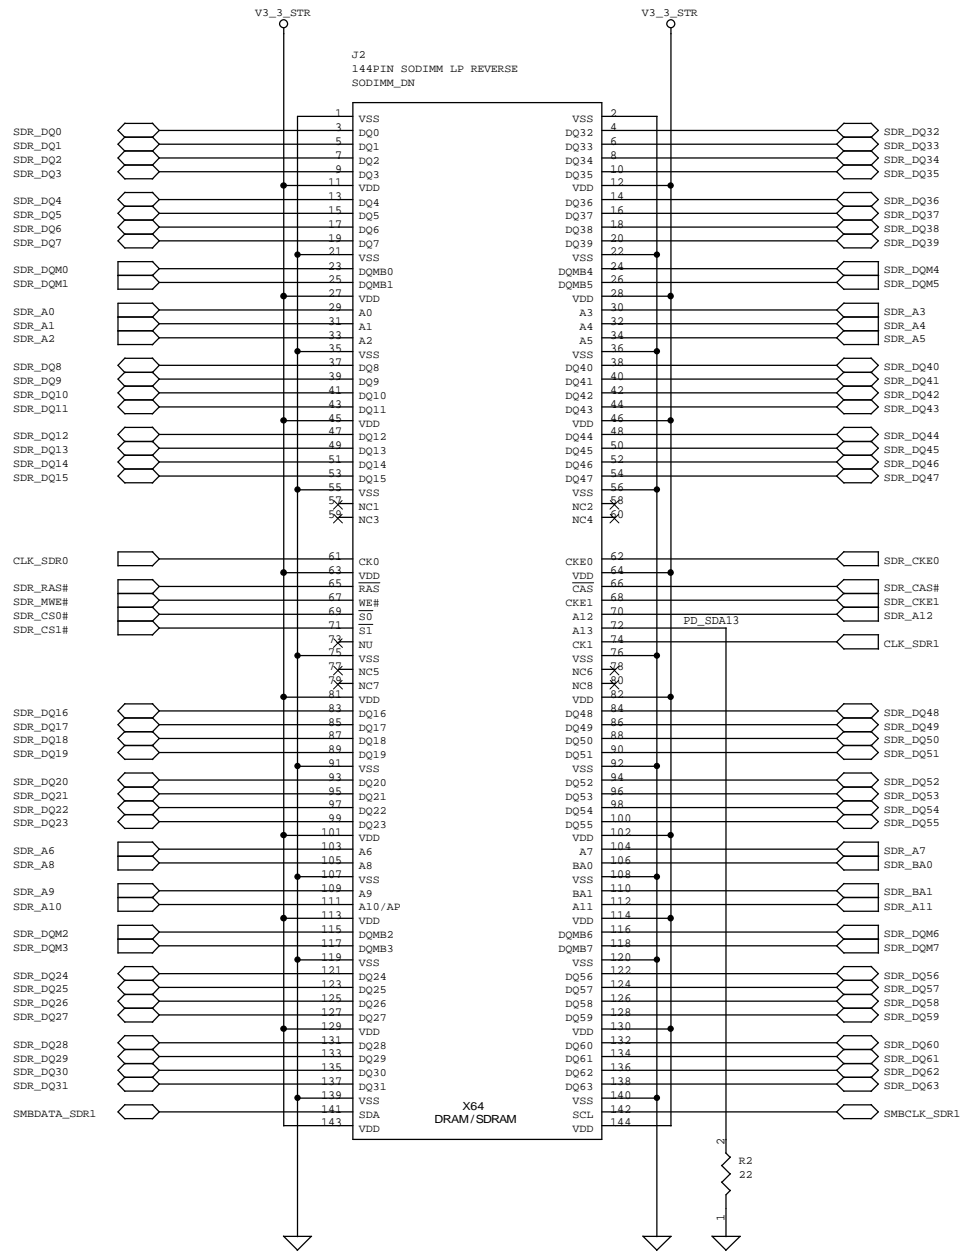 V3_3_STR V3_3_STR
J2
144PIN SODIMM LP REVERSE
SODIMM_DN
1 VSS VSS 2
SDR_DQ0 3 DQ0 DQ32 4 SDR_DQ32
SDR_DQ1 5 DQ1 DQ33 6 SDR_DQ33
SDR_DQ2 7 DQ2 DQ34 8 SDR_DQ34
SDR_DQ3 9 DQ3 DQ35 10 SDR_DQ35
11 VDD VDD 12
SDR_DQ4 13 DQ4 DQ36 14 SDR_DQ36
SDR_DQ5 15 DQ5 DQ37 16 SDR_DQ37
SDR_DQ6 17 DQ6 DQ38 18 SDR_DQ38
SDR_DQ7 19 DQ7 DQ39 20 SDR_DQ39
21 VSS VSS 22
SDR_DQM0 23 DQMB0 DQMB4 24 SDR_DQM4
SDR_DQM1 25 DQMB1 DQMB5 26 SDR_DQM5
27 VDD VDD 28
SDR_A0 29 A0 A3 30 SDR_A3
SDR_A1 31 A1 A4 32 SDR_A4
SDR_A2 33 A2 A5 34 SDR_A5
35 VSS VSS 36
SDR_DQ8 37 DQ8 DQ40 38 SDR_DQ40
SDR_DQ9 39 DQ9 DQ41 40 SDR_DQ41
SDR_DQ10 41 DQ10 DQ42 42 SDR_DQ42
SDR_DQ11 43 DQ11 DQ43 44 SDR_DQ43
45 VDD VDD 46
SDR_DQ12 47 DQ12 DQ44 48 SDR_DQ44
SDR_DQ13 49 DQ13 DQ45 50 SDR_DQ45
SDR_DQ14 51 DQ14 DQ46 52 SDR_DQ46
SDR_DQ15 53 DQ15 DQ47 54 SDR_DQ47
55 VSS VSS 56
57 NC1 NC2 58
59 NC3 NC4 60
CLK_SDR0 61 CK0 CKE0 62 SDR_CKE0
63 VDD VDD 64
SDR_RAS# 65 RAS CAS 66 SDR_CAS#
SDR_MWE# 67 WE# CKE1 68 SDR_CKE1
SDR_CS0# 69 S0 A12 70 SDR_A12
SDR_CS1# 71 S1 A13 72 PD_SDA13
73 NU CK1 74 CLK_SDR1
75 VSS VSS 76
77 NC5 NC6 78
79 NC7 NC8 80
81 VDD VDD 82
SDR_DQ16 83 DQ16 DQ48 84 SDR_DQ48
SDR_DQ17 85 DQ17 DQ49 86 SDR_DQ49
SDR_DQ18 87 DQ18 DQ50 88 SDR_DQ50
SDR_DQ19 89 DQ19 DQ51 90 SDR_DQ51
91 VSS VSS 92
SDR_DQ20 93 DQ20 DQ52 94 SDR_DQ52
SDR_DQ21 95 DQ21 DQ53 96 SDR_DQ53
SDR_DQ22 97 DQ22 DQ54 98 SDR_DQ54
SDR_DQ23 99 DQ23 DQ55 100 SDR_DQ55
101 VDD VDD 102
SDR_A6 103 A6 A7 104 SDR_A7
SDR_A8 105 A8 BA0 106 SDR_BA0
107 VSS VSS 108
SDR_A9 109 A9 BA1 110 SDR_BA1
SDR_A10 111 A10/AP A11 112 SDR_A11
113 VDD VDD 114
SDR_DQM2 115 DQMB2 DQMB6 116 SDR_DQM6
SDR_DQM3 117 DQMB3 DQMB7 118 SDR_DQM7
119 VSS VSS 120
SDR_DQ24 121 DQ24 DQ56 122 SDR_DQ56
SDR_DQ25 123 DQ25 DQ57 124 SDR_DQ57
SDR_DQ26 125 DQ26 DQ58 126 SDR_DQ58
SDR_DQ27 127 DQ27 DQ59 128 SDR_DQ59
129 VDD VDD 130
SDR_DQ28 131 DQ28 DQ60 132 SDR_DQ60
SDR_DQ29 133 DQ29 DQ61 134 SDR_DQ61
SDR_DQ30 135 DQ30 DQ62 136 SDR_DQ62
SDR_DQ31 137 DQ31 DQ63 138 SDR_DQ63
139 VSS VSS 140
SMBDATA_SDR1 141 SDA SCL 142 SMBCLK_SDR1
143 VDD VDD 144
X64
DRAM/SDRAM
2
R2
22
1